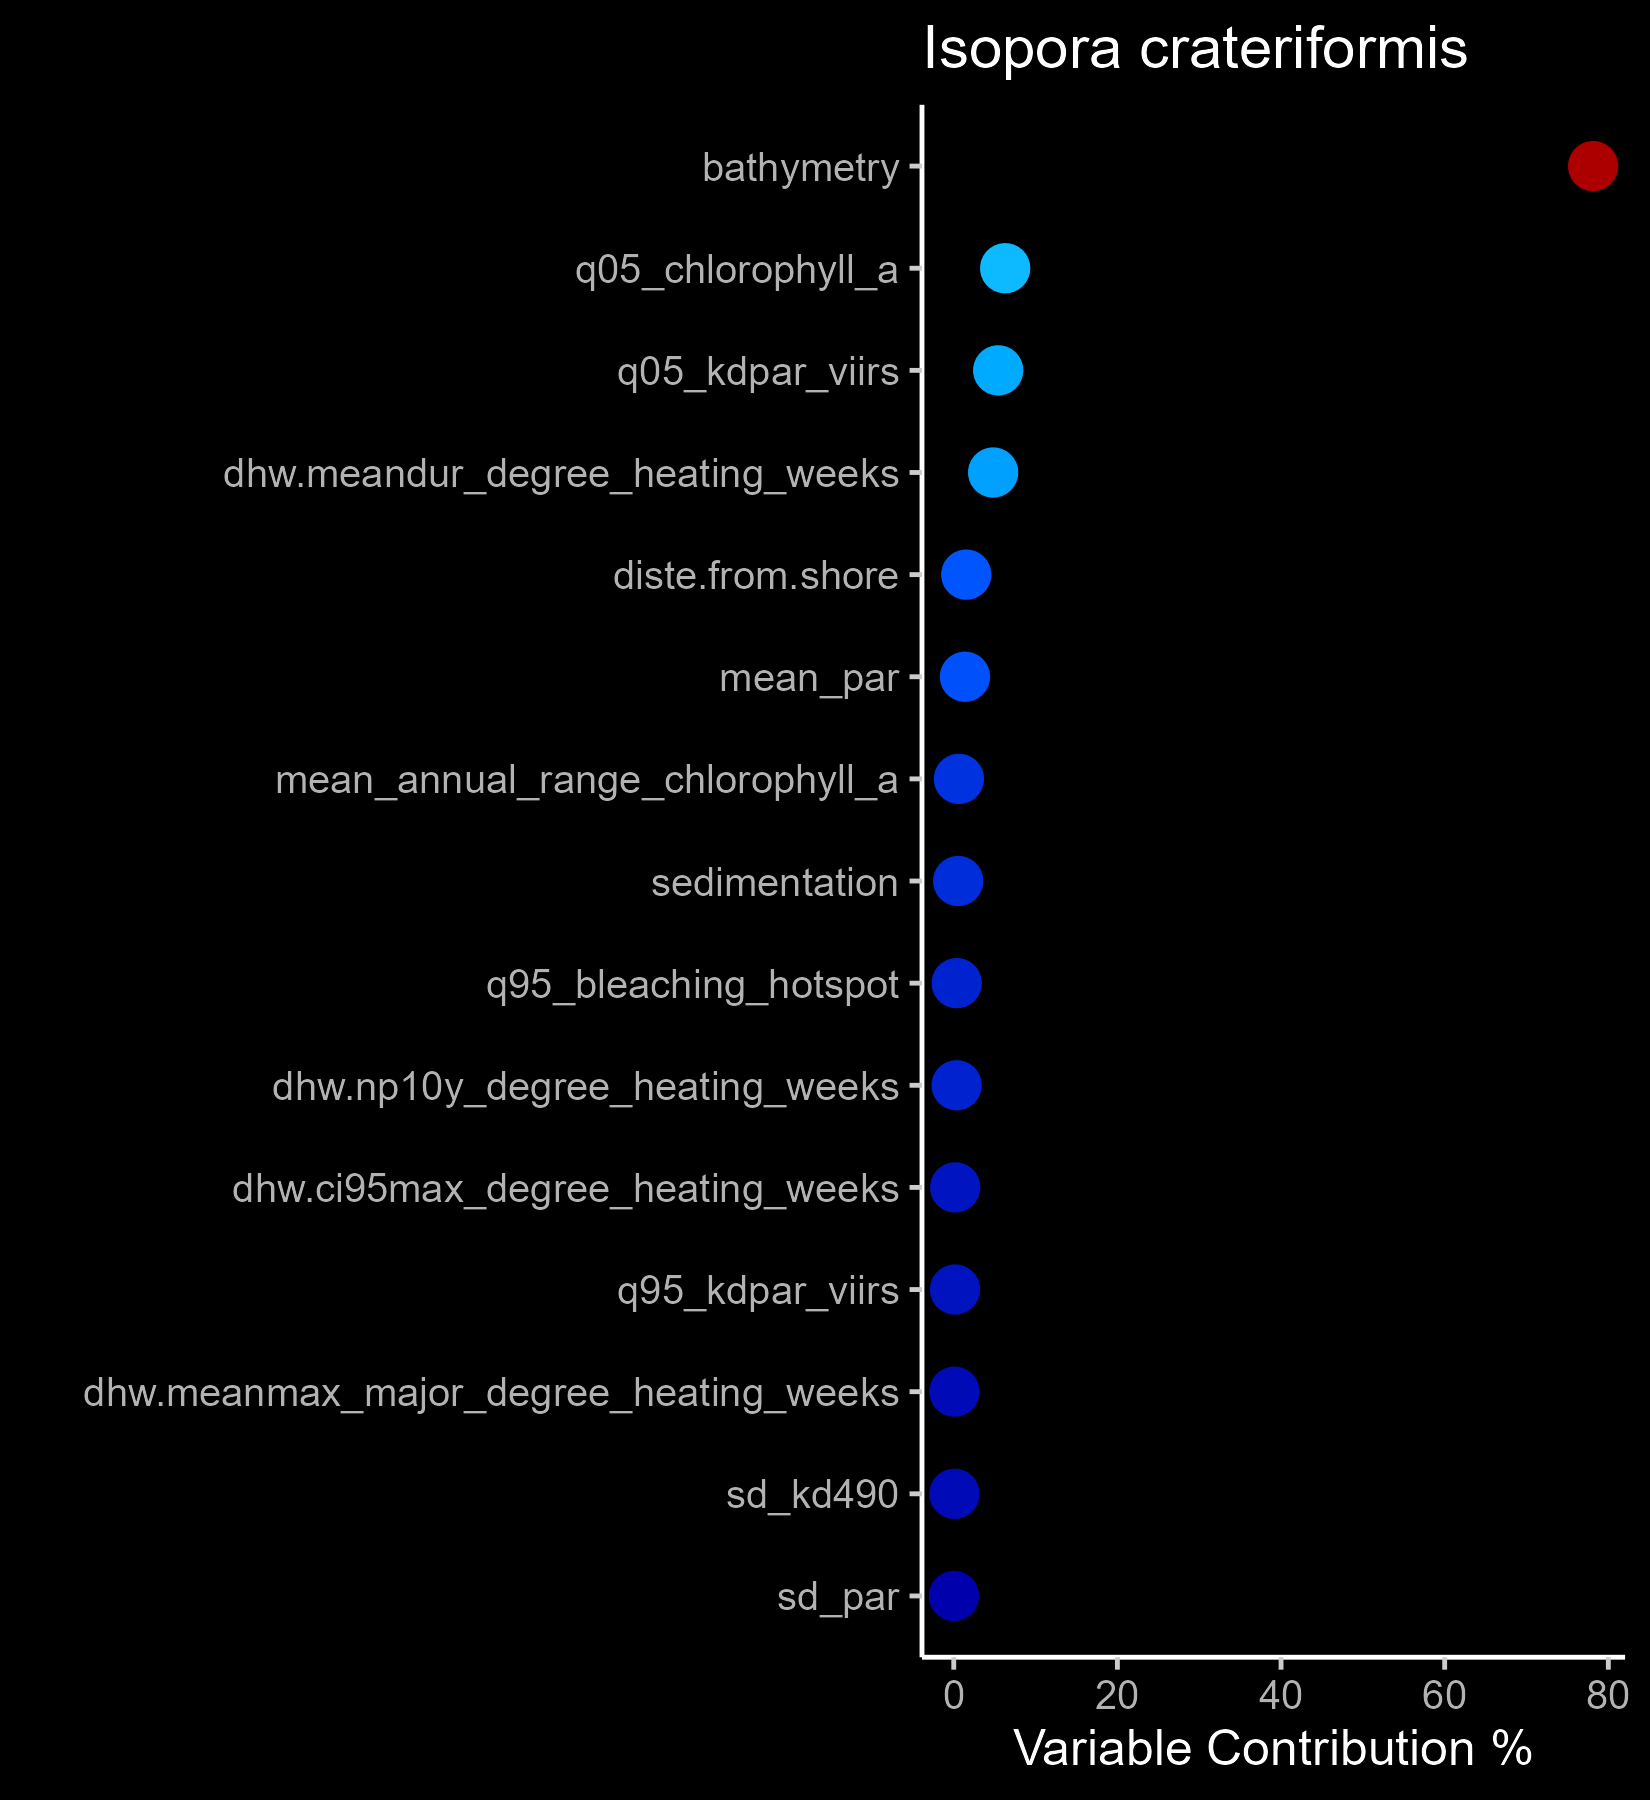 Isopora crateriformis
bathymetry
q05_chlorophyll_a
q05_kdpar_viirs
dhw.meandur_degree_heating_weeks
diste.from.shore
mean_par
mean_annual_range_chlorophyll_a
sedimentation
q95_bleaching_hotspot
dhw.np10y_degree_heating_weeks
dhw.ci95max_degree_heating_weeks
q95_kdpar_viirs
dhw.meanmax_major_degree_heating_weeks
sd_kd490
sd_par
0 20 40 60 80
Variable Contribution %